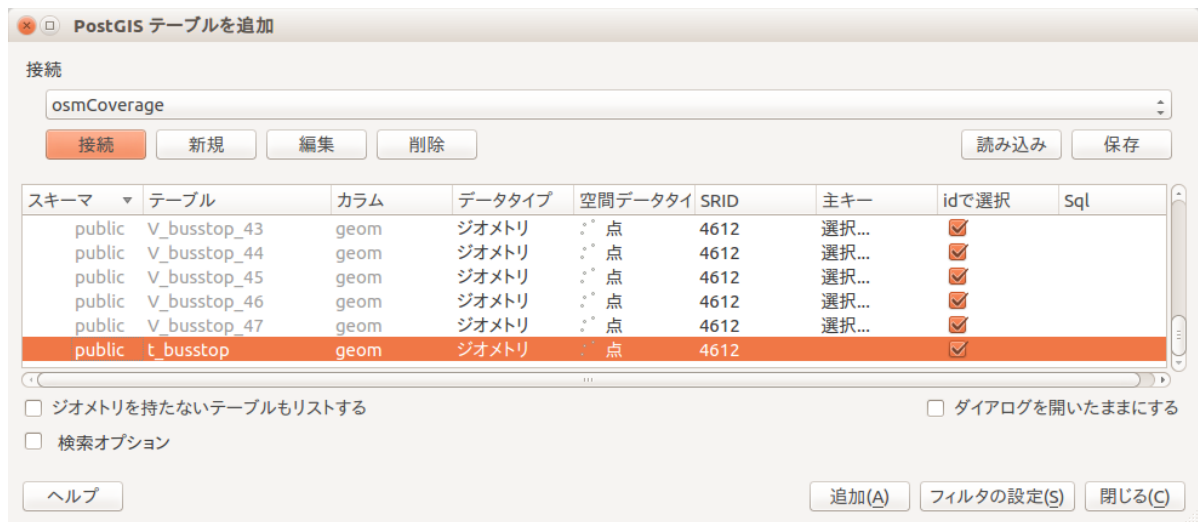 PostGIS テーブルを追加
接続
osmCoverage
接続 新規 編集 削除 読み込み 保存
スキーマ テーブル カラム データタイプ 空間データタイ SRID 主キー idで選択 Sql
public V_busstop_43 geom ジオメトリ 点 4612 選択...
public V_busstop_44 geom ジオメトリ 点 4612 選択...
public V_busstop_45 geom ジオメトリ 点 4612 選択...
public V_busstop_46 geom ジオメトリ 点 4612 選択...
public V_busstop_47 geom ジオメトリ 点 4612 選択...
public t_busstop geom ジオメトリ 点 4612
ジオメトリを持たないテーブルもリストする ダイアログを開いたままにする
検索オプション
ヘルプ 追加(A) フィルタの設定(S) 閉じる(C)